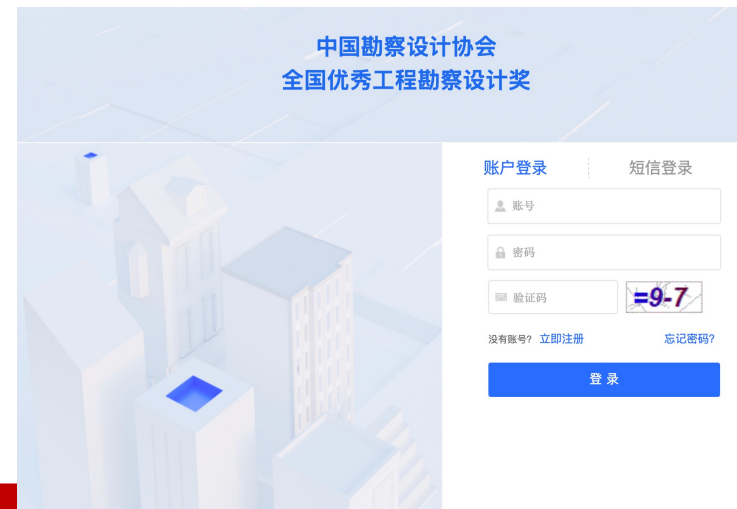 中国勘察设计协会
全国优秀工程勘察设计奖
账户登录 短信登录
账号
密码
验证码 =9-7
没有账号? 立即注册 忘记密码?
登 录